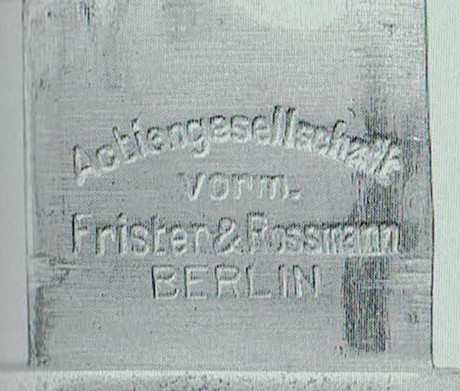 Actiengesellschaft
vorm.
Frister & Rossmann
BERLIN